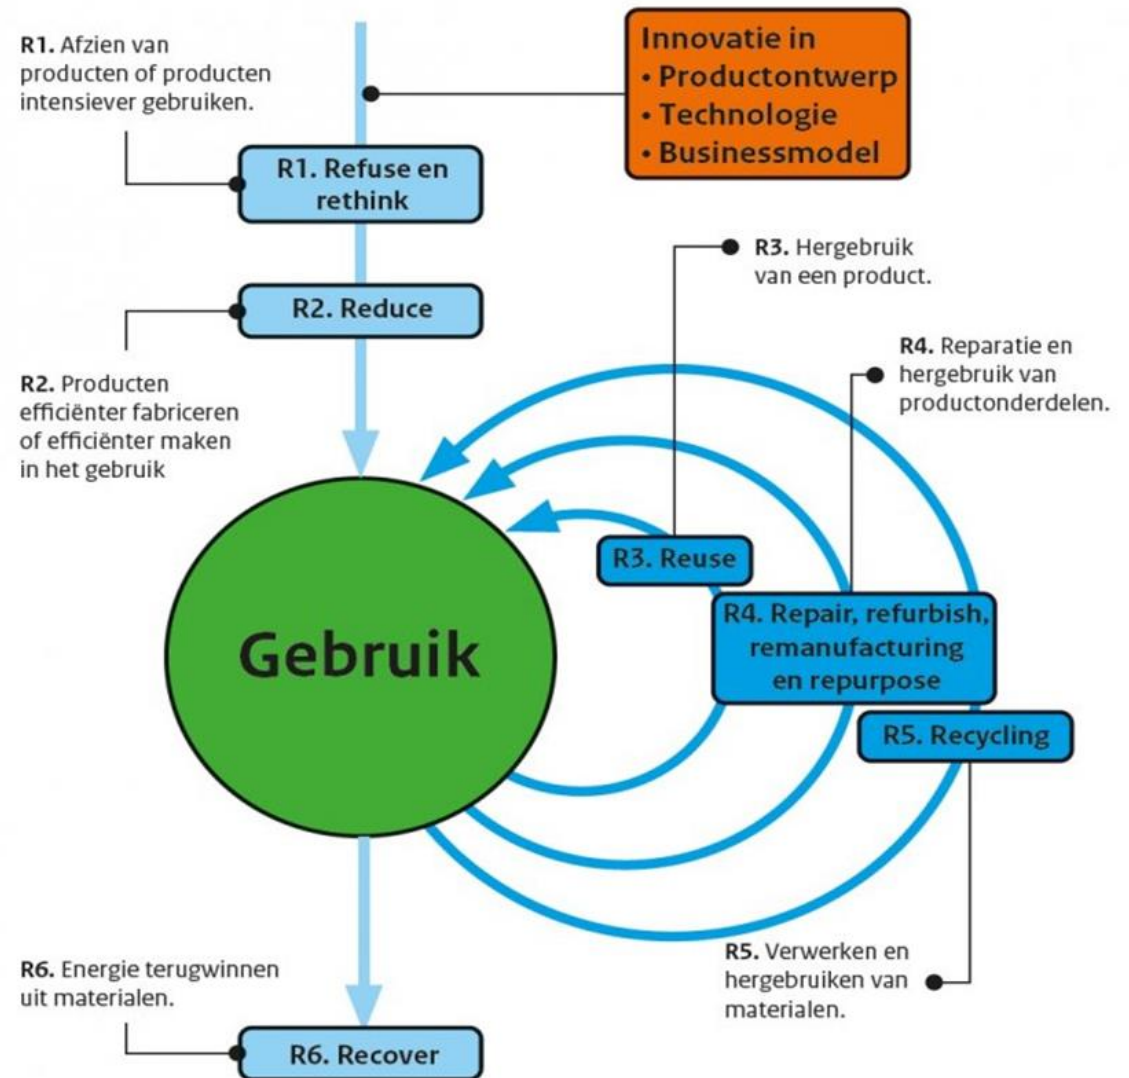 R1. Afzien van
producten of producten
intensiever gebruiken.
Innovatie in
• Productontwerp
• Technologie
• Businessmodel
R1. Refuse en
rethink
R3. Hergebruik
van een product.
R2. Reduce
R4. Reparatie en
hergebruik van
productonderdelen.
R2. Producten
efficiënter fabriceren
of efficiënter maken
in het gebruik
R3. Reuse
Gebruik
R4. Repair, refurbish,
remanufacturing
en repurpose
R5. Recycling
R5. Verwerken en
hergebruiken van
materialen.
R6. Energie terugwinnen
uit materialen.
R6. Recover